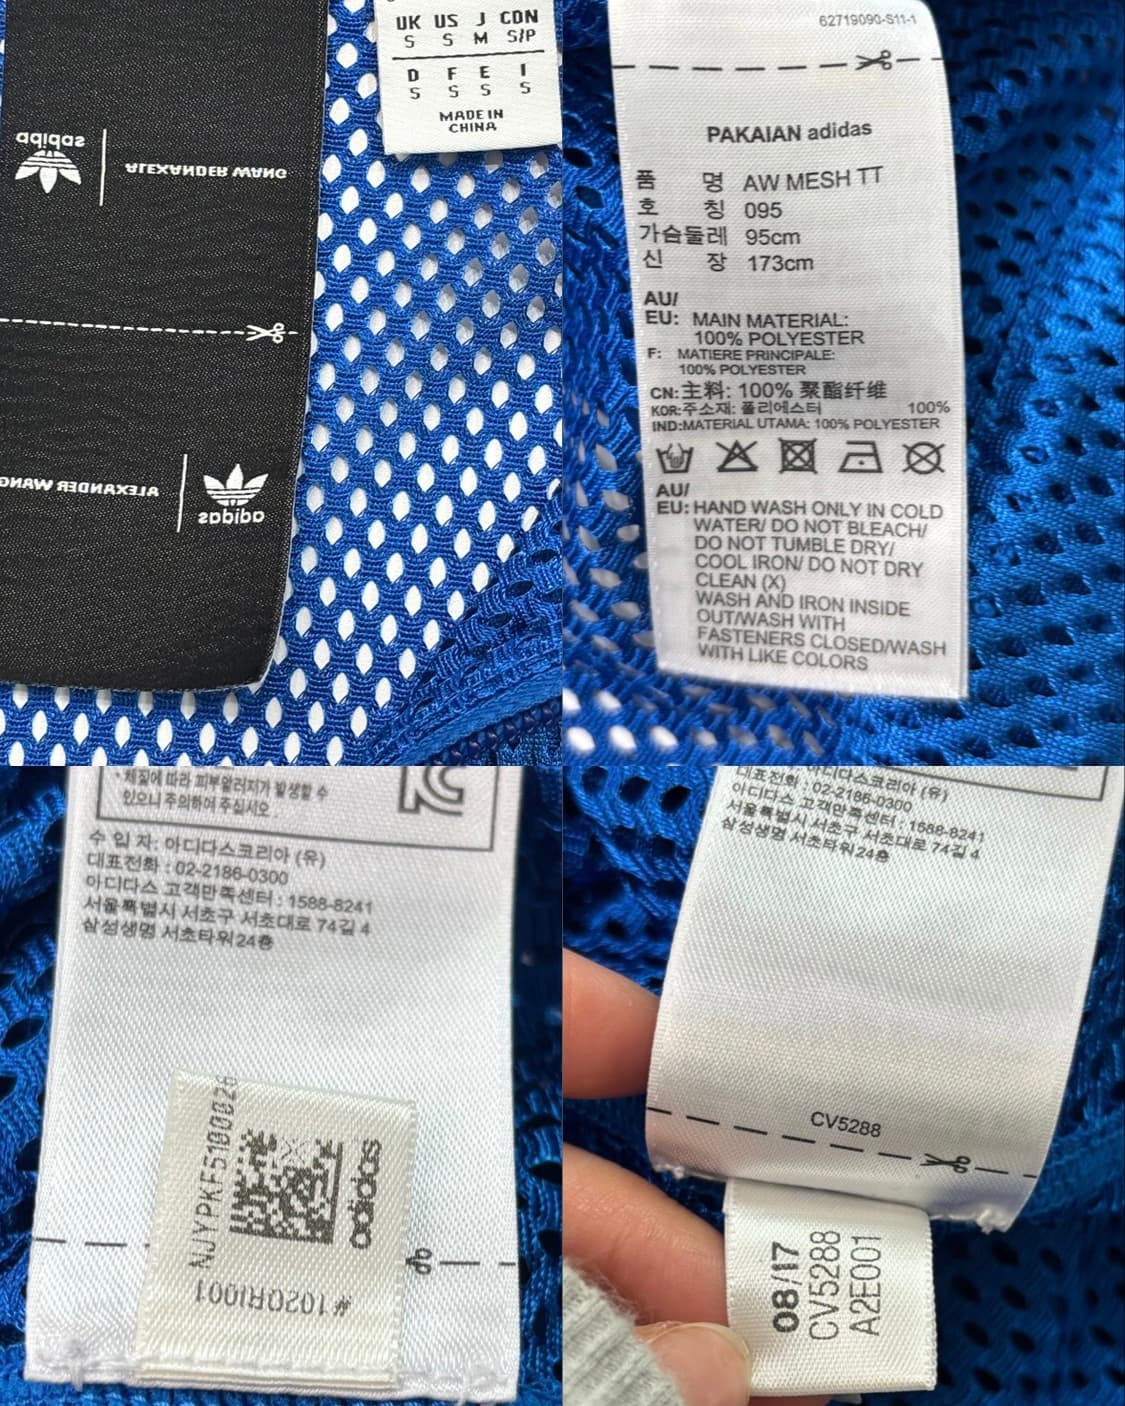 adidas
ALEXANDER WANG
ALEXANDER WANG
adidas
UK US J CDN
S S M S/P
D F E I
S S S S
MADE IN
CHINA
62719090-S11-1
PAKAIAN adidas
품 명 AW MESH TT
호 칭 095
가슴둘레 95cm
신 장 173cm
AU/
EU: MAIN MATERIAL:
100% POLYESTER
F: MATIERE PRINCIPALE:
100% POLYESTER
CN:主料: 100% 聚酯纤维
KOR:주소재: 폴리에스터 100%
IND:MATERIAL UTAMA: 100% POLYESTER
AU/
EU: HAND WASH ONLY IN COLD
WATER/ DO NOT BLEACH/
DO NOT TUMBLE DRY/
COOL IRON/ DO NOT DRY
CLEAN (X)
WASH AND IRON INSIDE
OUT/WASH WITH
FASTENERS CLOSED/WASH
WITH LIKE COLORS
· 체질에 따라 피부알러지가 발생할 수
있으니 주의하여 주십시오.
수 입 자: 아디다스코리아 (유)
대표전화 : 02-2186-0300
아디다스 고객만족센터 : 1588-8241
서울특별시 서초구 서초대로 74길 4
삼성생명 서초타워24층
NJYPKF5100026
adidas
#102ORI001
아디다스코리아 (유)
대표전화 : 02-2186-0300
아디다스 고객만족센터 : 1588-8241
서울특별시 서초구 서초대로 74길 4
삼성생명 서초타워24층
CV5288
08/17
CV5288
A2E001